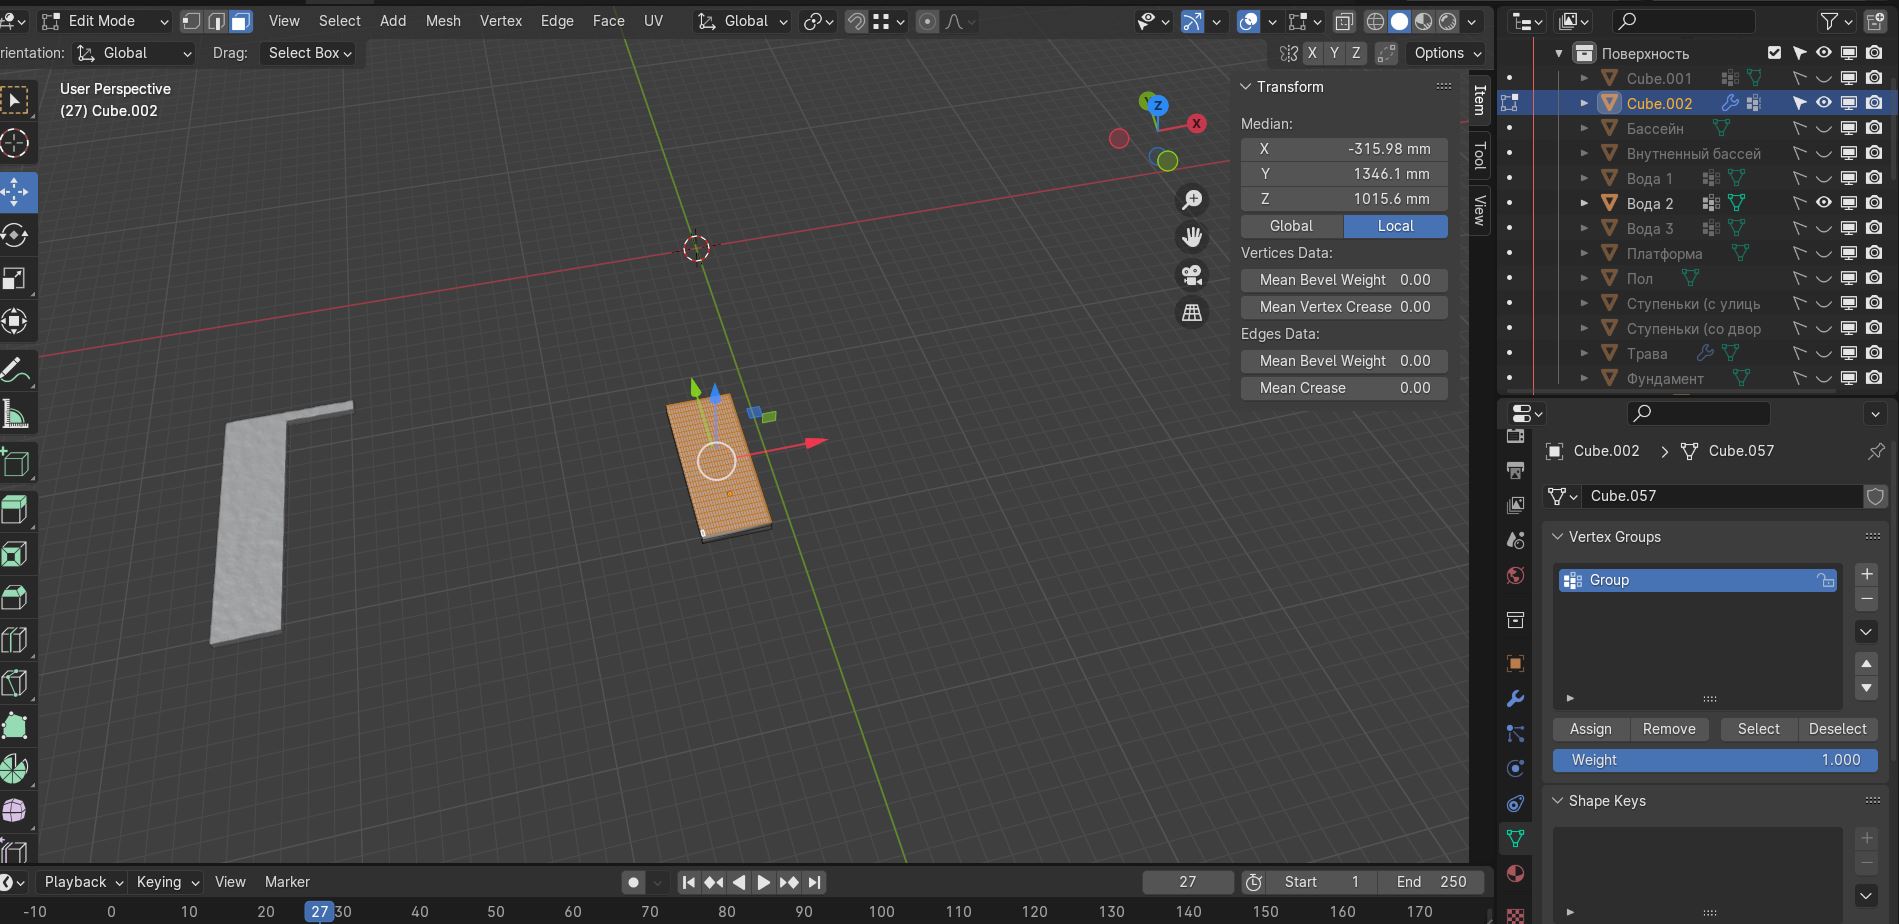 Edit Mode View Select Add Mesh Vertex Edge Face UV Global
rientation: Global Drag: Select Box X Y Z Options
User Perspective
(27) Cube.002
Y Z X
Transform
Median:
X -315.98 mm
Y 1346.1 mm
Z 1015.6 mm
Global Local
Vertices Data:
Mean Bevel Weight 0.00
Mean Vertex Crease 0.00
Edges Data:
Mean Bevel Weight 0.00
Mean Crease 0.00
Item
Tool
View
Поверхность
Cube.001
Cube.002
Бассейн
Внутненный бассей
Вода 1
Вода 2
Вода 3
Платформа
Пол
Ступеньки (с улиць
Ступеньки (со двор
Трава
Фундамент
Cube.002 > Cube.057
Cube.057
Vertex Groups
Group
Assign Remove Select Deselect
Weight 1.000
Shape Keys
Playback Keying View Marker 27 Start 1 End 250
-10 0 10 20 27 30 40 50 60 70 80 90 100 110 120 130 140 150 160 170